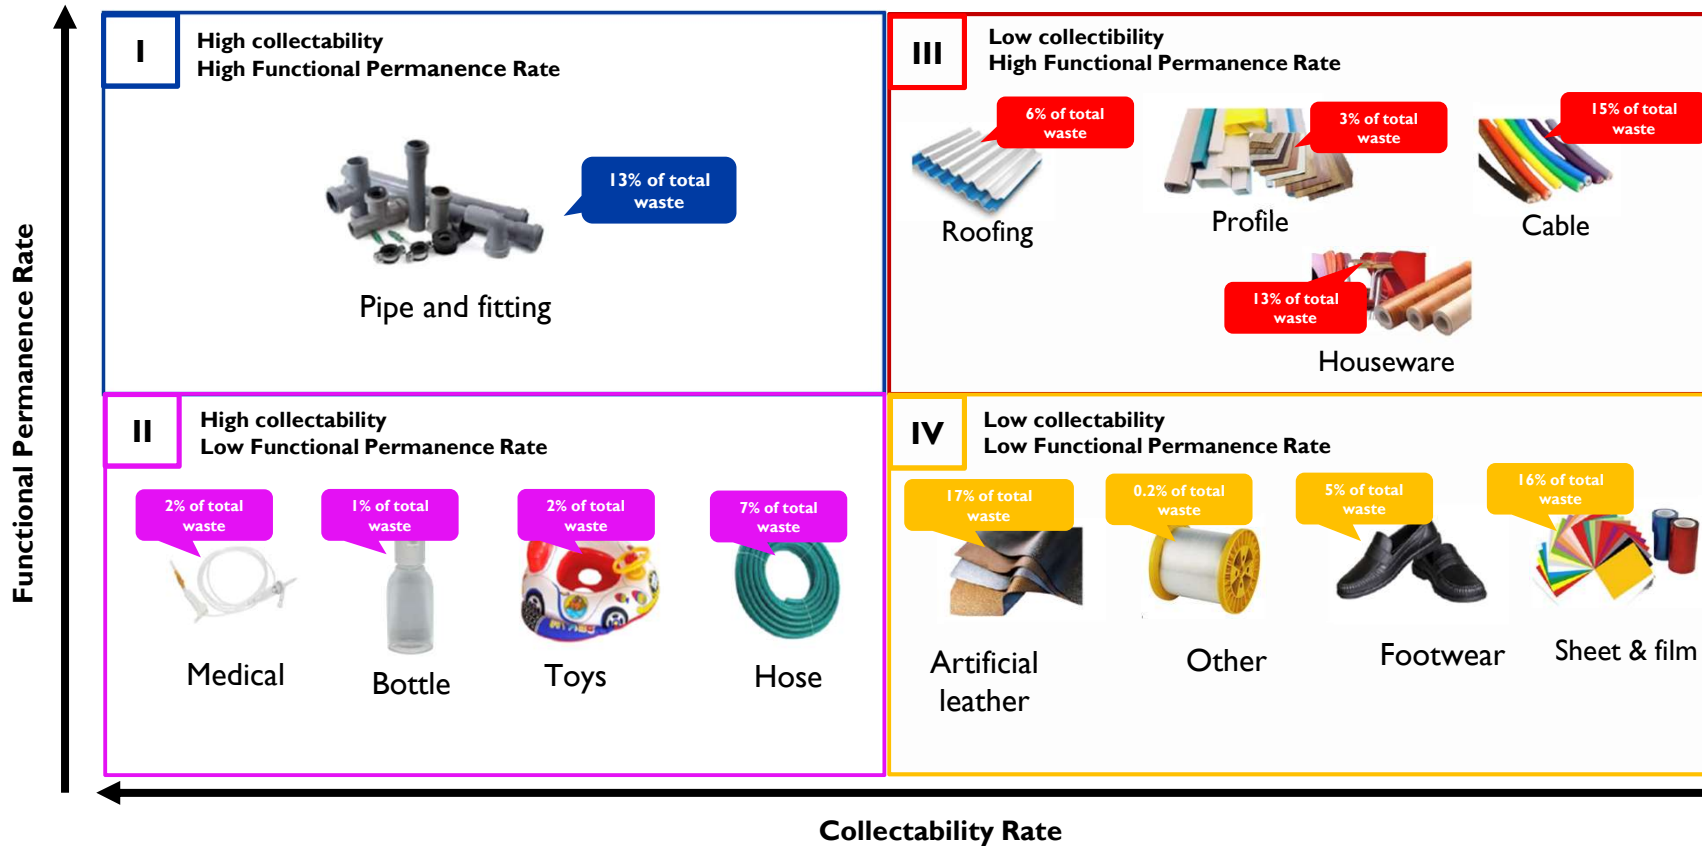 Functional Permanence Rate
I
High collectability
High Functional Permanence Rate
13% of total
waste
Pipe and fitting
III
Low collectibility
High Functional Permanence Rate
6% of total
waste
Roofing
3% of total
waste
Profile
15% of total
waste
Cable
13% of total
waste
Houseware
II
High collectability
Low Functional Permanence Rate
2% of total
waste
Medical
1% of total
waste
Bottle
2% of total
waste
Toys
7% of total
waste
Hose
IV
Low collectability
Low Functional Permanence Rate
17% of total
waste
Artificial
leather
0.2% of total
waste
Other
5% of total
waste
Footwear
16% of total
waste
Sheet & film
Collectability Rate